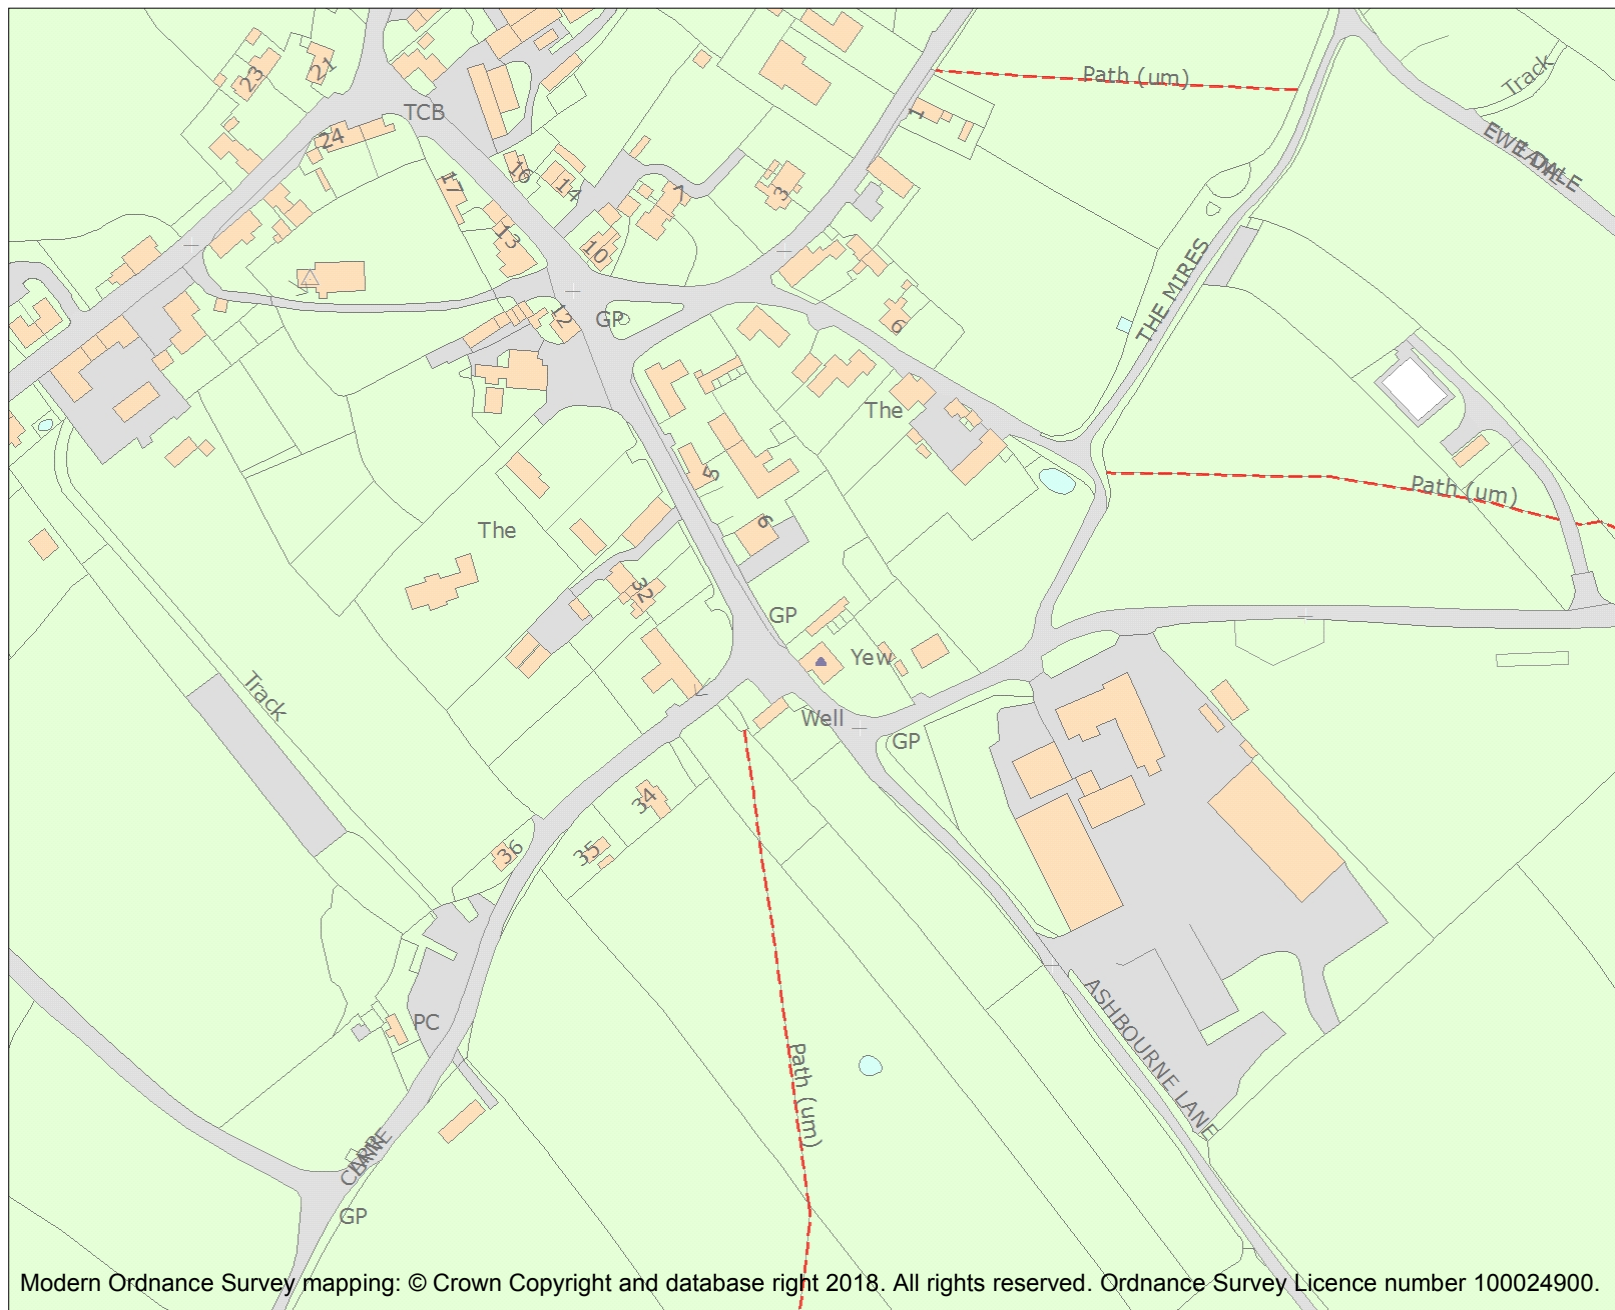 21
23
TCB
24
Path (um)
Track
1
16
14
17
7
3
13
10
THE MIRES
12
GP
6
The
5
Path (um)
6
The
32
GP
Yew
Track
Well
GP
34
35
36
PC
ASHBOURNE LANE
Path (um)
GP
Modern Ordnance Survey mapping: © Crown Copyright and database right 2018. All rights reserved. Ordnance Survey Licence number 100024900.